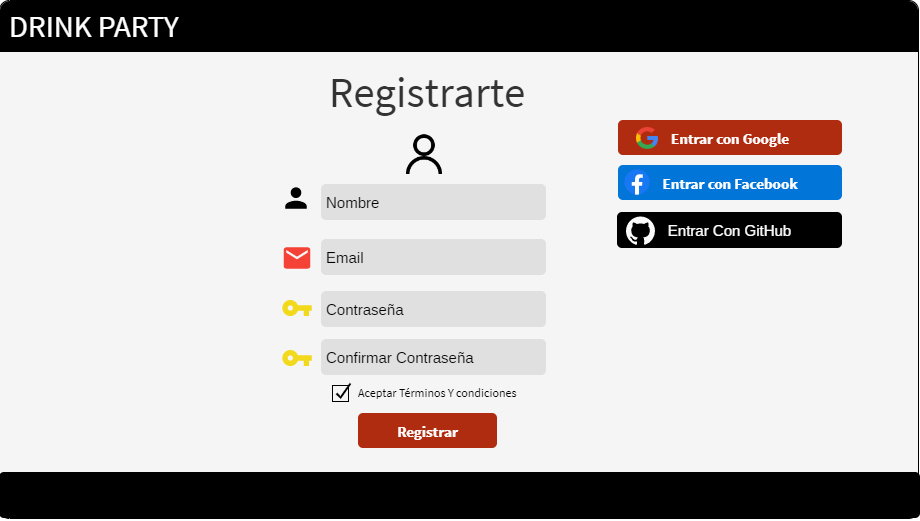 DRINK PARTY
Registrarte
Nombre
Email
Contraseña
Confirmar Contraseña
Aceptar Términos Y condiciones
Registrar
Entrar con Google
Entrar con Facebook
Entrar Con GitHub